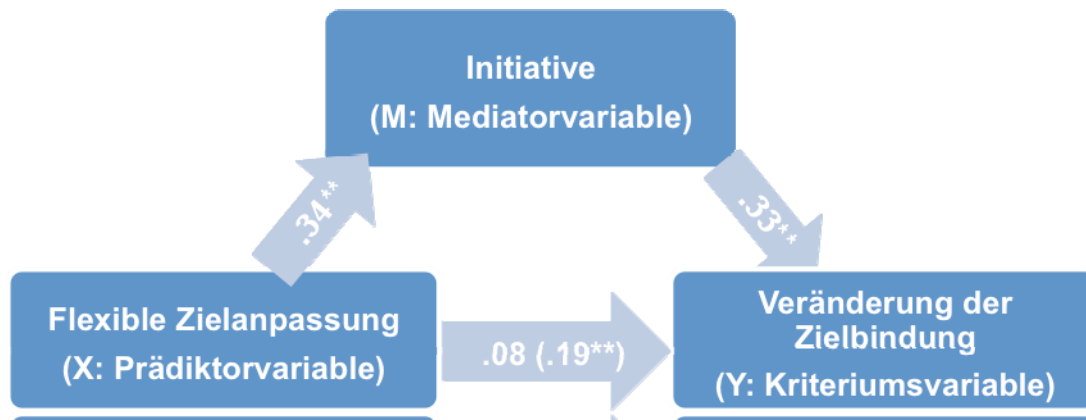 Initiative
(M: Mediatorvariable)
.34**
.33**
Flexible Zielanpassung
(X: Prädiktorvariable)
.08 (.19**)
Veränderung der
Zielbindung
(Y: Kriteriumsvariable)